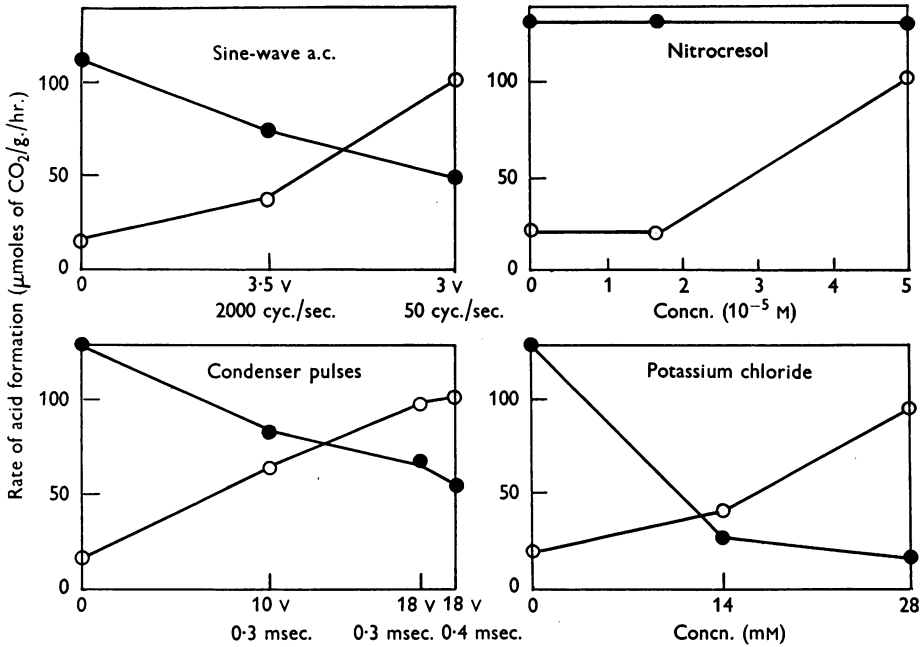 Rate of acid formation (μmoles of CO₂/g./hr.)
Sine-wave a.c.
100
50
0
0 3·5 v 3 v
2000 cyc./sec. 50 cyc./sec.
Nitrocresol
100
50
0
0 1 2 3 4 5
Concn. (10⁻⁵ M)
Condenser pulses
100
50
0
0 10 v 18 v 18 v
0·3 msec. 0·3 msec. 0·4 msec.
Potassium chloride
100
50
0
0 14 28
Concn. (mM)